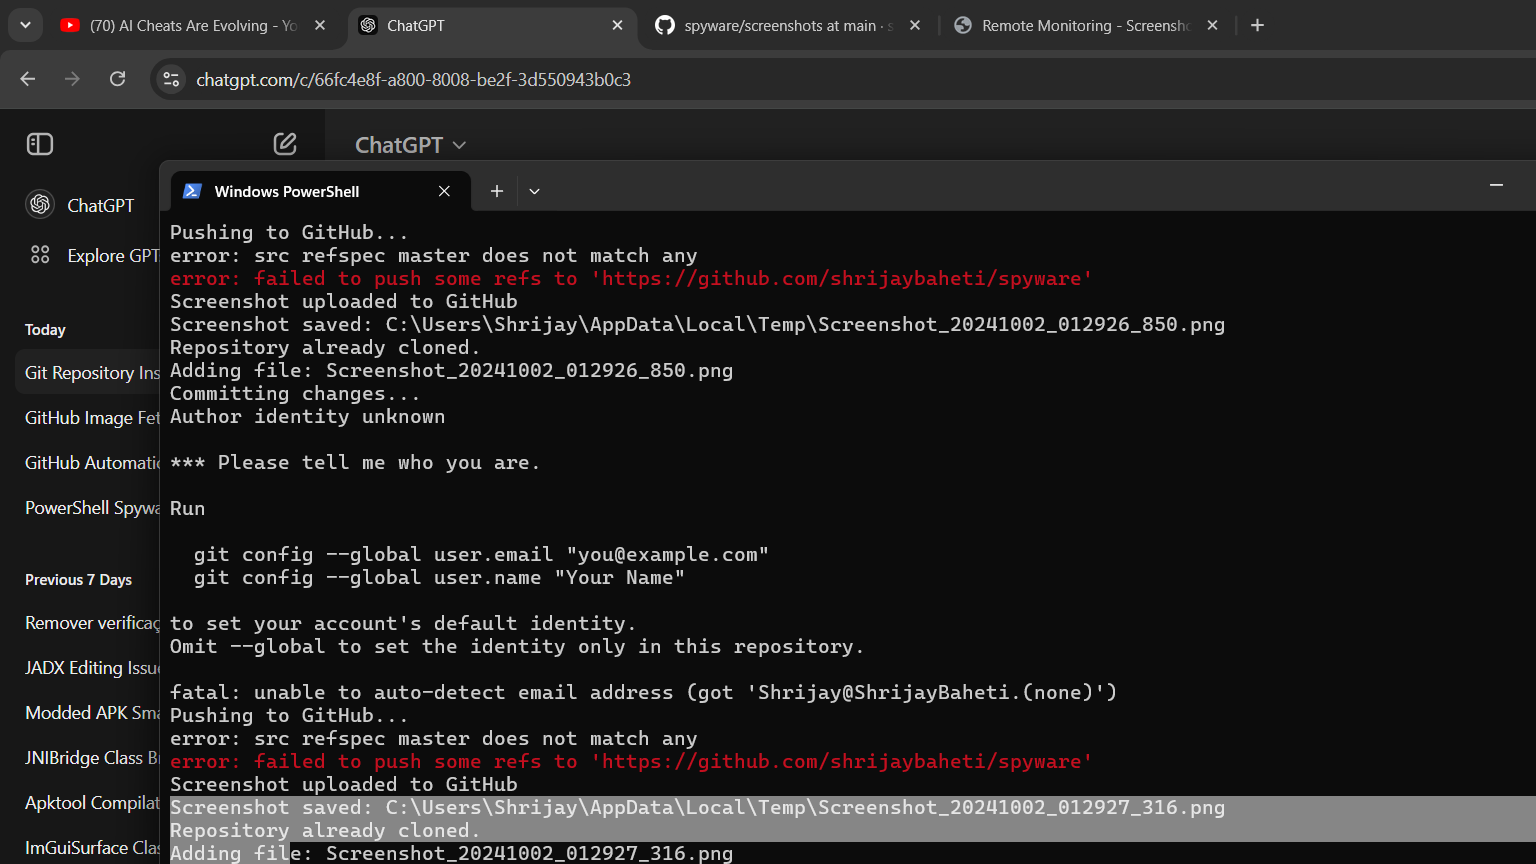 (70) AI Cheats Are Evolving - Yo
ChatGPT
spyware/screenshots at main · s
Remote Monitoring - Screensho
chatgpt.com/c/66fc4e8f-a800-8008-be2f-3d550943b0c3
ChatGPT
ChatGPT
Explore GPT
Today
Git Repository Ins
GitHub Image Fet
GitHub Automatic
PowerShell Spywa
Previous 7 Days
Remover verificaç
JADX Editing Issue
Modded APK Sma
JNIBridge Class B
Apktool Compilat
ImGuiSurface Clas
Windows PowerShell
Pushing to GitHub...
error: src refspec master does not match any
error: failed to push some refs to 'https://github.com/shrijaybaheti/spyware'
Screenshot uploaded to GitHub
Screenshot saved: C:\Users\Shrijay\AppData\Local\Temp\Screenshot_20241002_012926_850.png
Repository already cloned.
Adding file: Screenshot_20241002_012926_850.png
Committing changes...
Author identity unknown
*** Please tell me who you are.
Run
git config --global user.email "you@example.com"
git config --global user.name "Your Name"
to set your account's default identity.
Omit --global to set the identity only in this repository.
fatal: unable to auto-detect email address (got 'Shrijay@ShrijayBaheti.(none)')
Pushing to GitHub...
error: src refspec master does not match any
error: failed to push some refs to 'https://github.com/shrijaybaheti/spyware'
Screenshot uploaded to GitHub
Screenshot saved: C:\Users\Shrijay\AppData\Local\Temp\Screenshot_20241002_012927_316.png
Repository already cloned.
Adding file: Screenshot_20241002_012927_316.png